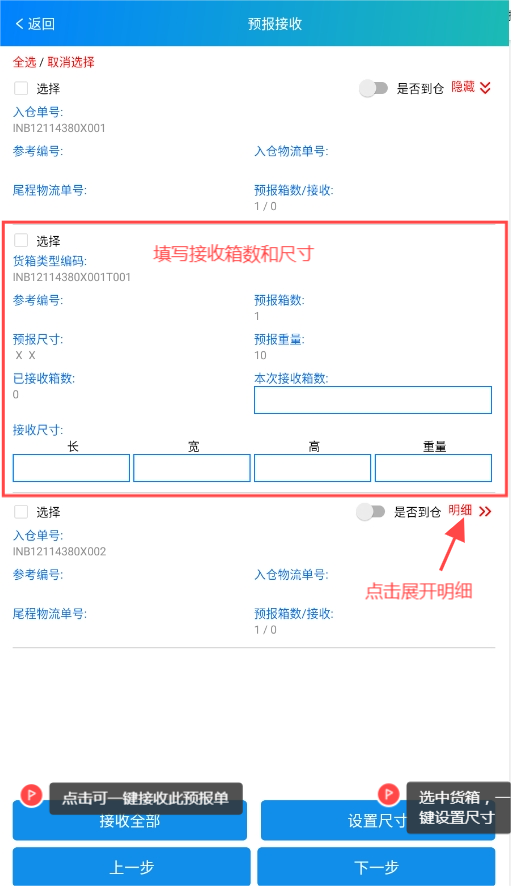 返回
预报接收
全选 / 取消选择
选择
是否到仓
隐藏
入仓单号:
INB12114380X001
参考编号:
入仓物流单号:
尾程物流单号:
预报箱数/接收:
1 / 0
选择
填写接收箱数和尺寸
货箱类型编码:
INB12114380X001T001
参考编号:
预报箱数:
1
预报尺寸:
X X
预报重量:
10
已接收箱数:
0
本次接收箱数:
接收尺寸:
长
宽
高
重量
选择
是否到仓
明细
入仓单号:
INB12114380X002
参考编号:
入仓物流单号:
点击展开明细
尾程物流单号:
预报箱数/接收:
1 / 0
点击可一键接收此预报单
选中货箱，一
键设置尺寸
接收全部
设置尺寸
上一步
下一步